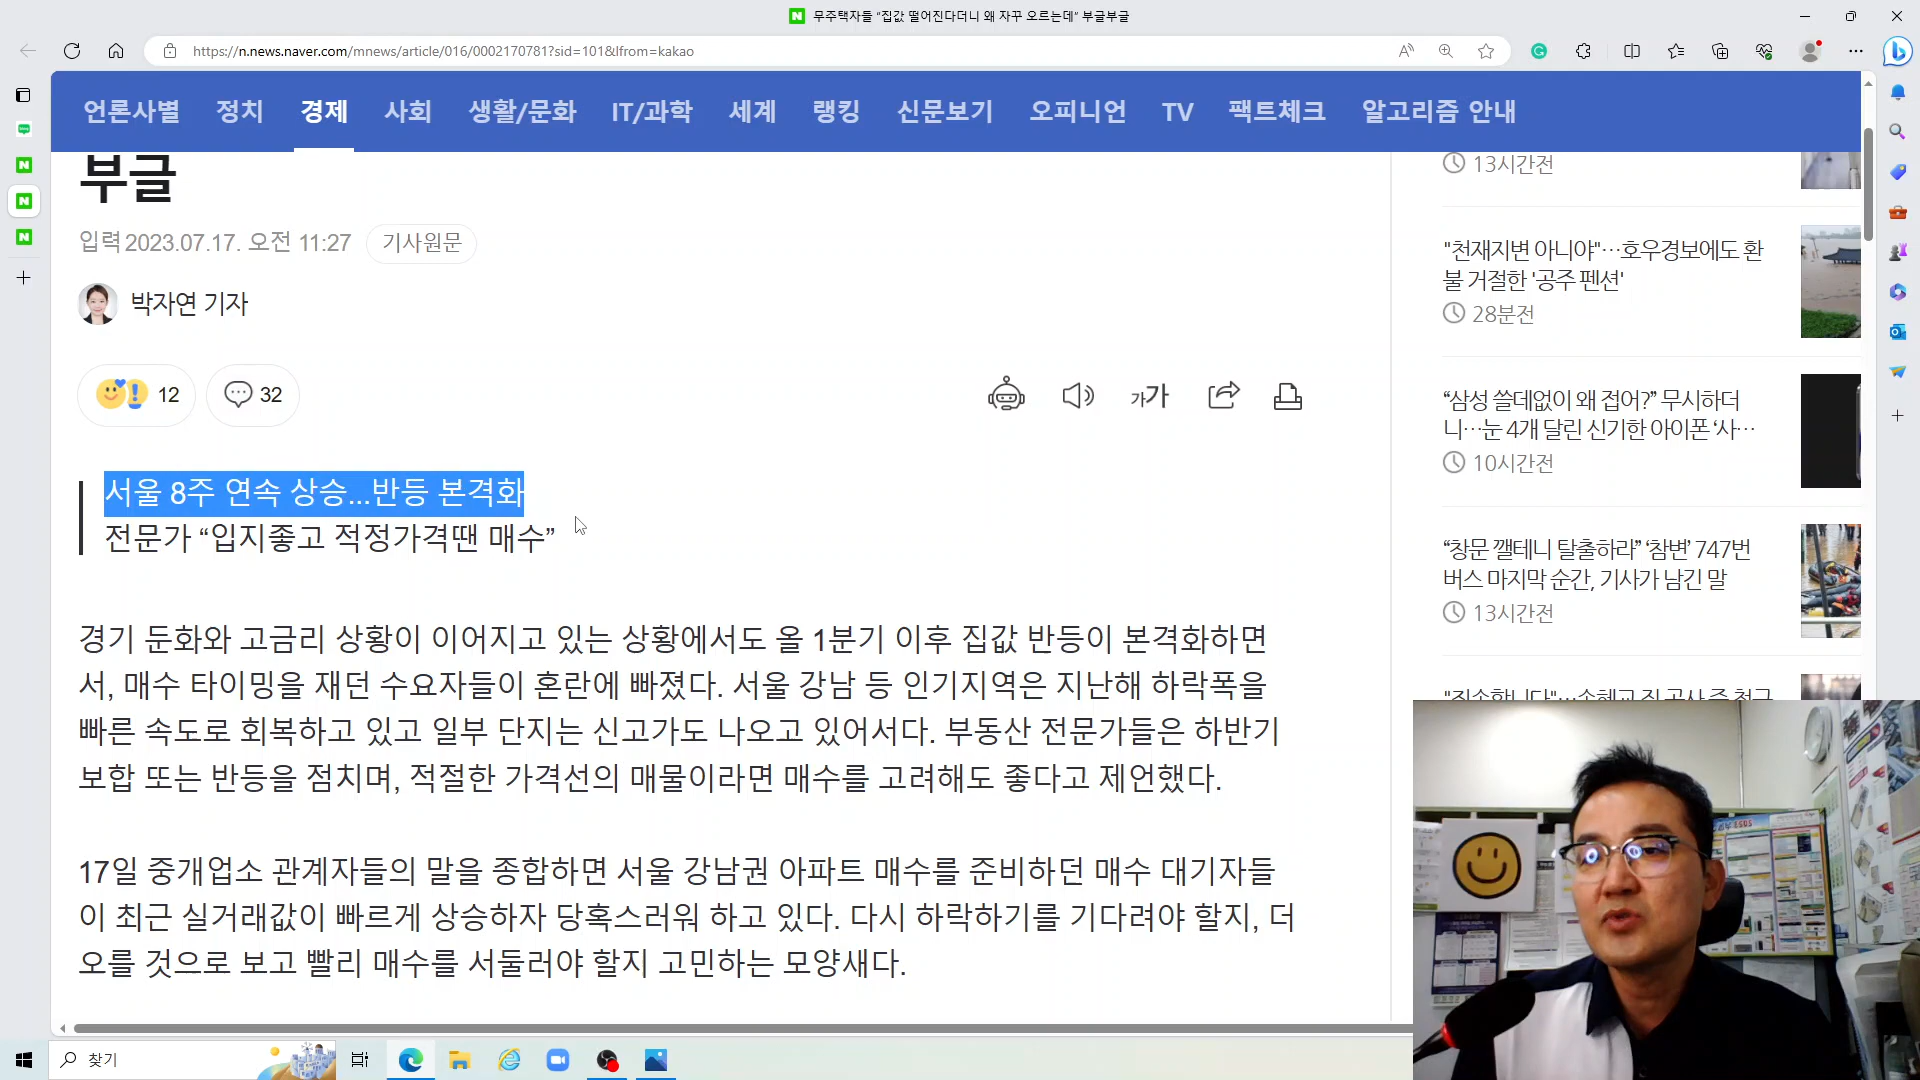 무주택자들 “집값 떨어진다더니 왜 자꾸 오르는데” 부글부글
https://n.news.naver.com/mnews/article/016/0002170781?sid=101&lfrom=kakao
언론사별 정치 경제 사회 생활/문화 IT/과학 세계 랭킹 신문보기 오피니언 TV 팩트체크 알고리즘 안내
부글
입력 2023.07.17. 오전 11:27 기사원문
박자연 기자
12 32
가가
서울 8주 연속 상승...반등 본격화
전문가 “입지좋고 적정가격땐 매수”
경기 둔화와 고금리 상황이 이어지고 있는 상황에서도 올 1분기 이후 집값 반등이 본격화하면
서, 매수 타이밍을 재던 수요자들이 혼란에 빠졌다. 서울 강남 등 인기지역은 지난해 하락폭을
빠른 속도로 회복하고 있고 일부 단지는 신고가도 나오고 있어서다. 부동산 전문가들은 하반기
보합 또는 반등을 점치며, 적절한 가격선의 매물이라면 매수를 고려해도 좋다고 제언했다.
17일 중개업소 관계자들의 말을 종합하면 서울 강남권 아파트 매수를 준비하던 매수 대기자들
이 최근 실거래값이 빠르게 상승하자 당혹스러워 하고 있다. 다시 하락하기를 기다려야 할지, 더
오를 것으로 보고 빨리 매수를 서둘러야 할지 고민하는 모양새다.
13시간전
"천재지변 아니야"…호우경보에도 환
불 거절한 '공주 펜션'
28분전
“삼성 쓸데없이 왜 접어?” 무시하더
니…눈 4개 달린 신기한 아이폰 ‘사…
10시간전
“창문 깰테니 탈출하라” ‘참변’ 747번
버스 마지막 순간, 기사가 남긴 말
13시간전
찾기